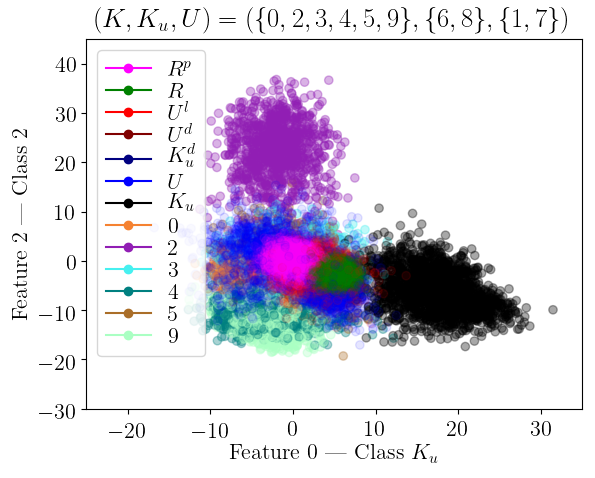 (K, K_u, U) = ({0, 2, 3, 4, 5, 9}, {6, 8}, {1, 7})
40
30
20
10
0
−10
−20
−30
Feature 2 — Class 2
R^p
R
U^l
U^d
K_u^d
U
K_u
0
2
3
4
5
9
−20
−10
0
10
20
30
Feature 0 — Class K_u